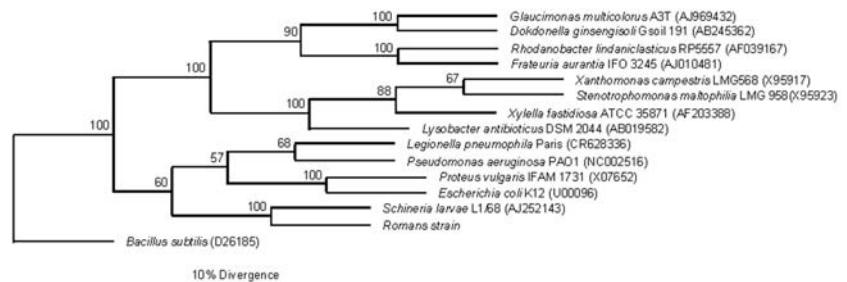 100
Glaucimonas multicolorus A3T (AJ969432)
90
Dokdonella ginsengisoli Gsoil 191 (AB245362)
100
Rhodanobacter lindaniclasticus RP5557 (AF039167)
100
Frateuria aurantia IFO 3245 (AJ010481)
67
Xanthomonas campestris LMG568 (X95917)
88
Stenotrophomonas maltophilia LMG 958(X95923)
100
Xylella fastidiosa ATCC 35871 (AF203388)
100
Lysobacter antibioticus DSM 2044 (AB019582)
68
Legionella pneumophila Paris (CR628336)
57
Pseudomonas aeruginosa PAO1 (NC002516)
100
Proteus vulgaris IFAM 1731 (X07652)
60
Escherichia coli K12 (U00096)
100
Schineria larvae L1/68 (AJ252143)
Romans strain
Bacillus subtilis (D26185)
10% Divergence